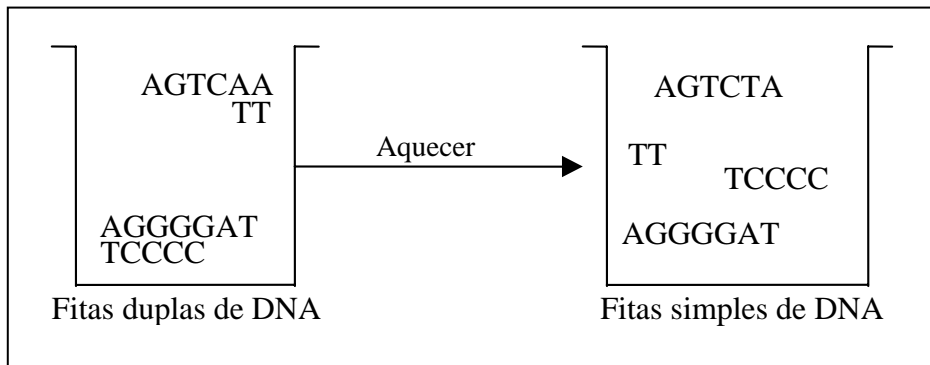 AGTCAA
TT
AGGGGAT
TCCCC
Fitas duplas de DNA
Aquecer
AGTCTA
TT
TCCCC
AGGGGAT
Fitas simples de DNA